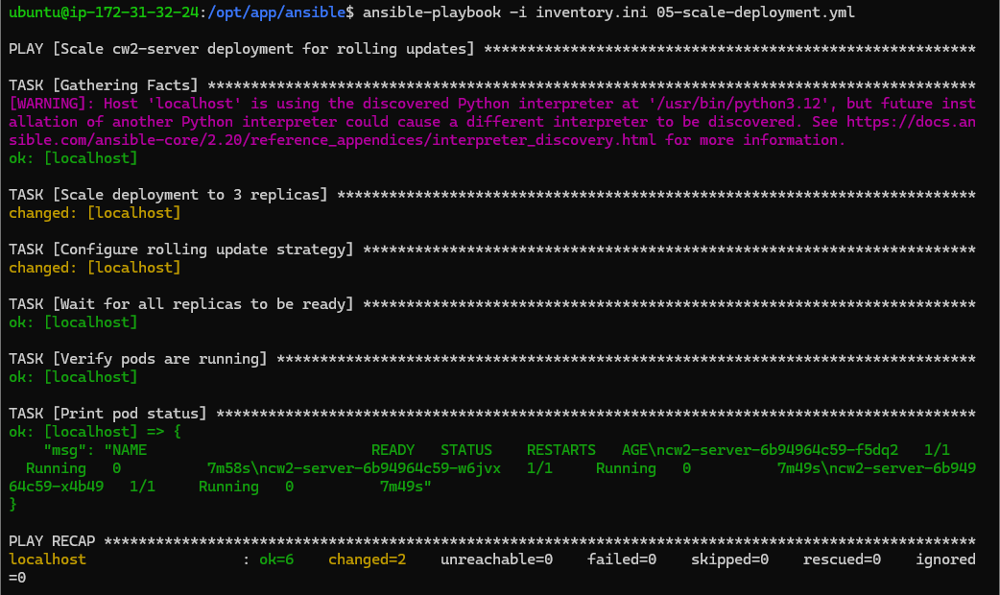 ubuntu@ip-172-31-32-24:/opt/app/ansible$ ansible-playbook -i inventory.ini 05-scale-deployment.yml
PLAY [Scale cw2-server deployment for rolling updates] *********************************************************
TASK [Gathering Facts] *****************************************************************************************
[WARNING]: Host 'localhost' is using the discovered Python interpreter at '/usr/bin/python3.12', but future inst
allation of another Python interpreter could cause a different interpreter to be discovered. See https://docs.an
sible.com/ansible-core/2.20/reference_appendices/interpreter_discovery.html for more information.
ok: [localhost]
TASK [Scale deployment to 3 replicas] **************************************************************************
changed: [localhost]
TASK [Configure rolling update strategy] ***********************************************************************
changed: [localhost]
TASK [Wait for all replicas to be ready] ***********************************************************************
ok: [localhost]
TASK [Verify pods are running] *********************************************************************************
ok: [localhost]
TASK [Print pod status] ****************************************************************************************
ok: [localhost] => {
    "msg": "NAME                          READY   STATUS    RESTARTS   AGE\ncw2-server-6b94964c59-f5dq2   1/1
  Running   0          7m58s\ncw2-server-6b94964c59-w6jvx   1/1     Running   0          7m49s\ncw2-server-6b949
64c59-x4b49   1/1     Running   0          7m49s"
}
PLAY RECAP *****************************************************************************************************
localhost                  : ok=6    changed=2    unreachable=0    failed=0    skipped=0    rescued=0    ignored
=0